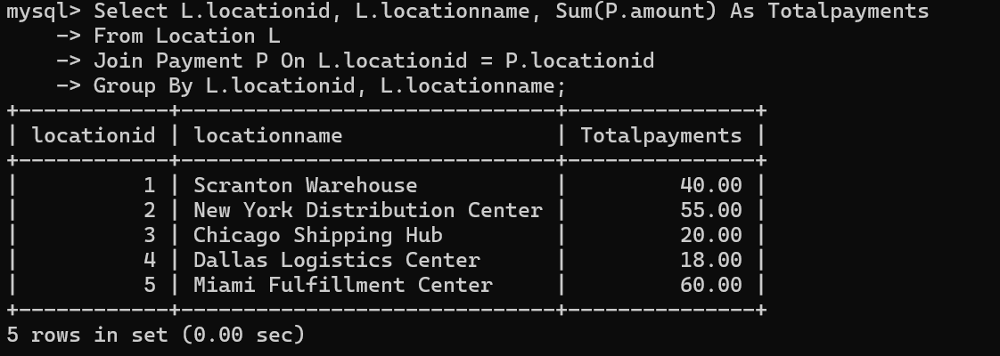 mysql> Select L.locationid, L.locationname, Sum(P.amount) As Totalpayments
    -> From Location L
    -> Join Payment P On L.locationid = P.locationid
    -> Group By L.locationid, L.locationname;
+------------+-----------------------------+---------------+
| locationid | locationname                | Totalpayments |
+------------+-----------------------------+---------------+
|          1 | Scranton Warehouse          |         40.00 |
|          2 | New York Distribution Center |         55.00 |
|          3 | Chicago Shipping Hub        |         20.00 |
|          4 | Dallas Logistics Center     |         18.00 |
|          5 | Miami Fulfillment Center    |         60.00 |
+------------+-----------------------------+---------------+
5 rows in set (0.00 sec)